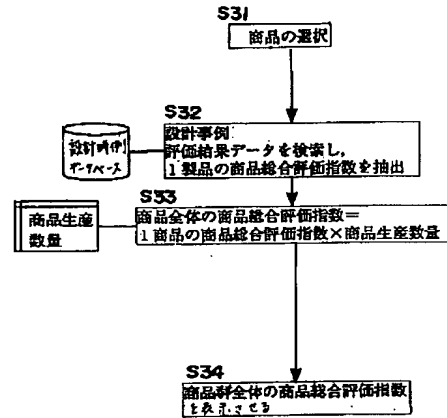 S31
商品の選択
S32
設計事例
評価結果データを検索し,
1製品の商品総合評価指数を抽出
設計時例
データベース
S33
商品全体の商品総合評価指数=
1商品の商品総合評価指数×商品生産数量
商品生産
数量
S34
商品群全体の商品総合評価指数
を表示させる